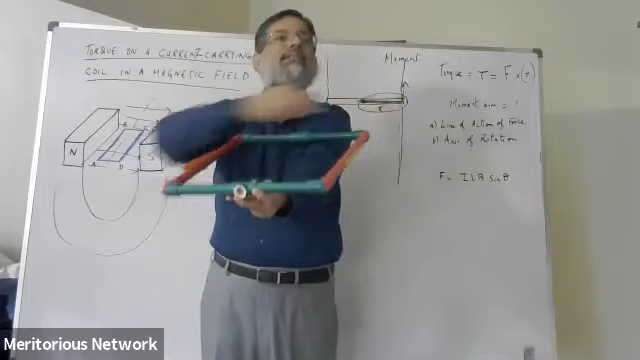 TORQUE ON A CURRENT-CARRYING
COIL IN A MAGNETIC FIELD
Moment
Torque = τ = F x (r)
Moment arm = !
a) Line of Action of Force
b) Axis of Rotation
F = ILB Sin θ
N
S
A
D
r
Meritorious Network